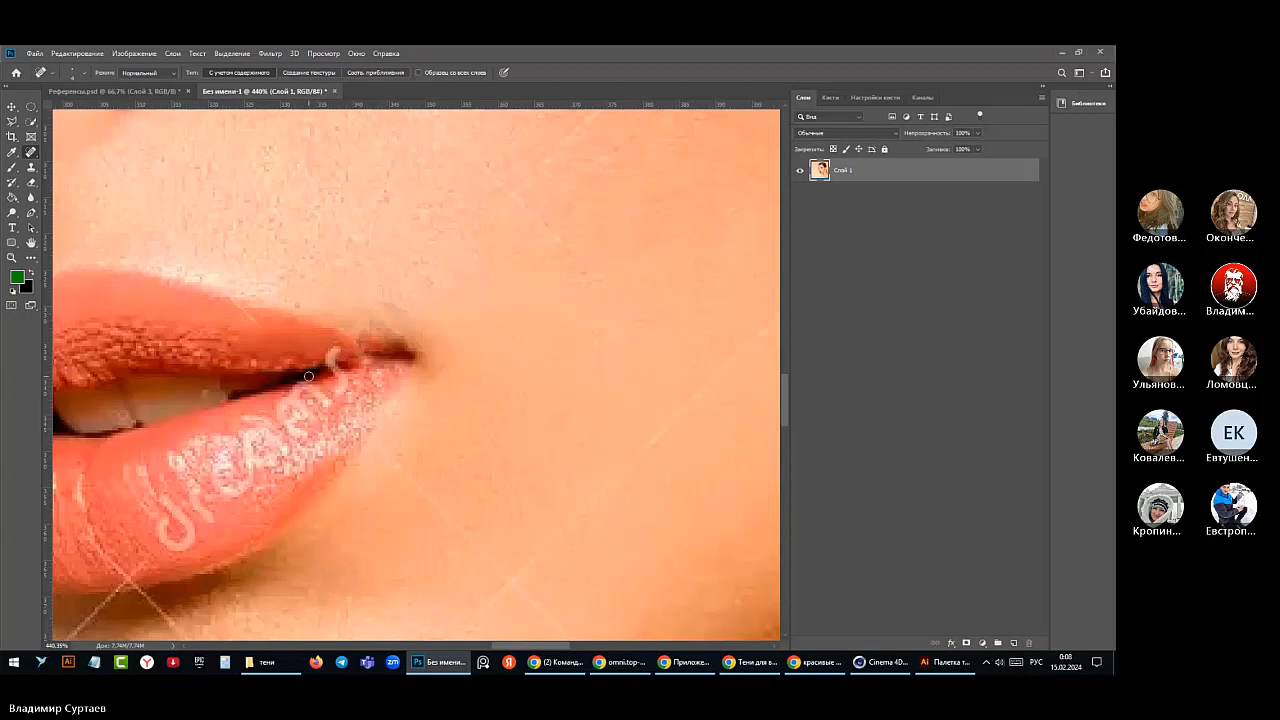 Файл Редактирование Изображение Слои Текст Выделение Фильтр 3D Просмотр Окно Справка
Режим: Нормальный Тип: С учетом содержимого Создание текстуры Соотв. приближения Образец со всех слоев
Референсы.psd @ 66,7% (Слой 3, RGB/8) * × Без имени-1 @ 440% (Слой 1, RGB/8#) * ×
Слои Кисти Настройки кисти Каналы
Библиотеки
Вид
Обычные Непрозрачность: 100%
Закрепить: Заливка: 100%
Слой 1
dreams
Федотов...
Окончe...
Убайдов...
Владим...
Ульянов...
Ломовц...
ЕК
Ковалев...
Евтушен...
Кропин...
Евстроп...
440,35% Док: 2,74M/7,74M
тени
Без имени...
(2) Команд...
omni.top-...
Приложе...
Тени для в...
красивые ...
Cinema 4D...
Палетка т...
РУС
0:08
15.02.2024
Владимир Суртаев